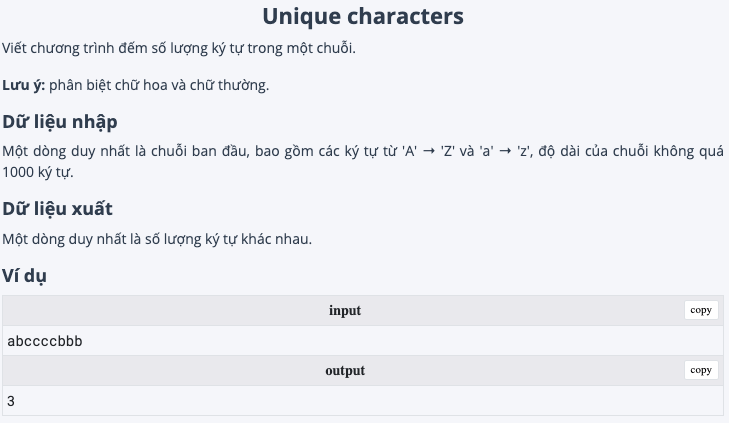 Unique characters
Viết chương trình đếm số lượng ký tự trong một chuỗi.
Lưu ý: phân biệt chữ hoa và chữ thường.
Dữ liệu nhập
Một dòng duy nhất là chuỗi ban đầu, bao gồm các ký tự từ 'A' → 'Z' và 'a' → 'z', độ dài của chuỗi không quá
1000 ký tự.
Dữ liệu xuất
Một dòng duy nhất là số lượng ký tự khác nhau.
Ví dụ
input copy
abccccbbb
output copy
3